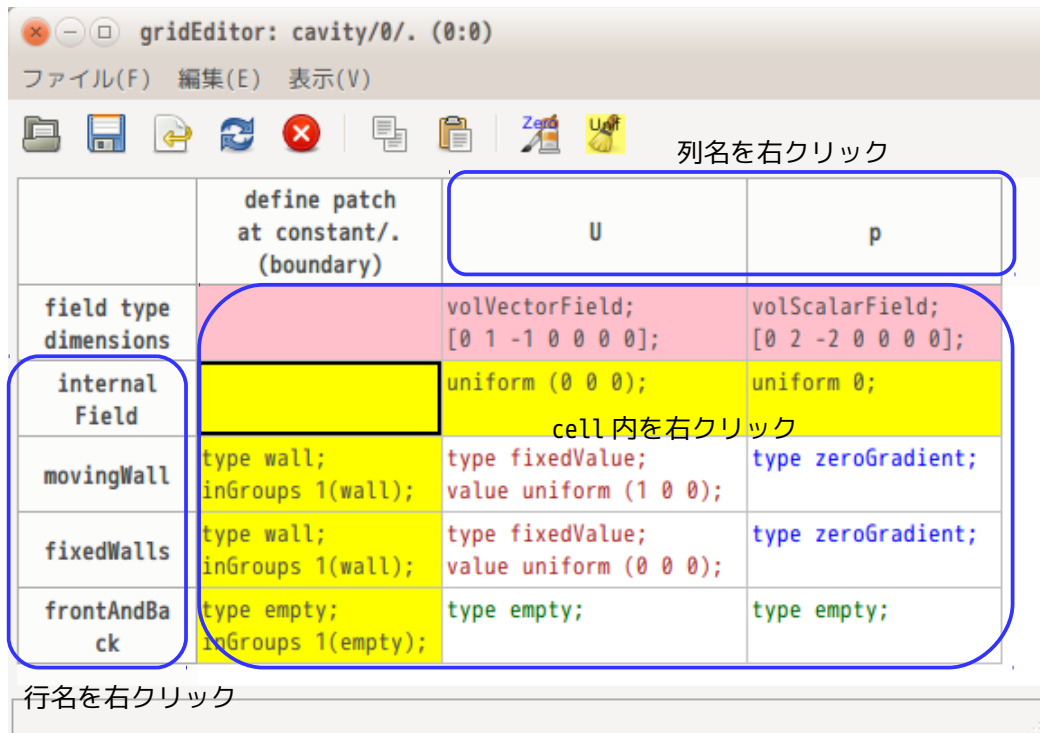 gridEditor: cavity/0/. (0:0)
ファイル(F) 編集(E) 表示(V)
Zero Unif
列名を右クリック
define patch
at constant/.
(boundary)
U
p
field type
dimensions
volVectorField;
[0 1 -1 0 0 0 0];
volScalarField;
[0 2 -2 0 0 0 0];
internal
Field
uniform (0 0 0);
uniform 0;
cell 内を右クリック
movingWall
type wall;
inGroups 1(wall);
type fixedValue;
value uniform (1 0 0);
type zeroGradient;
fixedWalls
type wall;
inGroups 1(wall);
type fixedValue;
value uniform (0 0 0);
type zeroGradient;
frontAndBa
ck
type empty;
inGroups 1(empty);
type empty;
type empty;
行名を右クリック